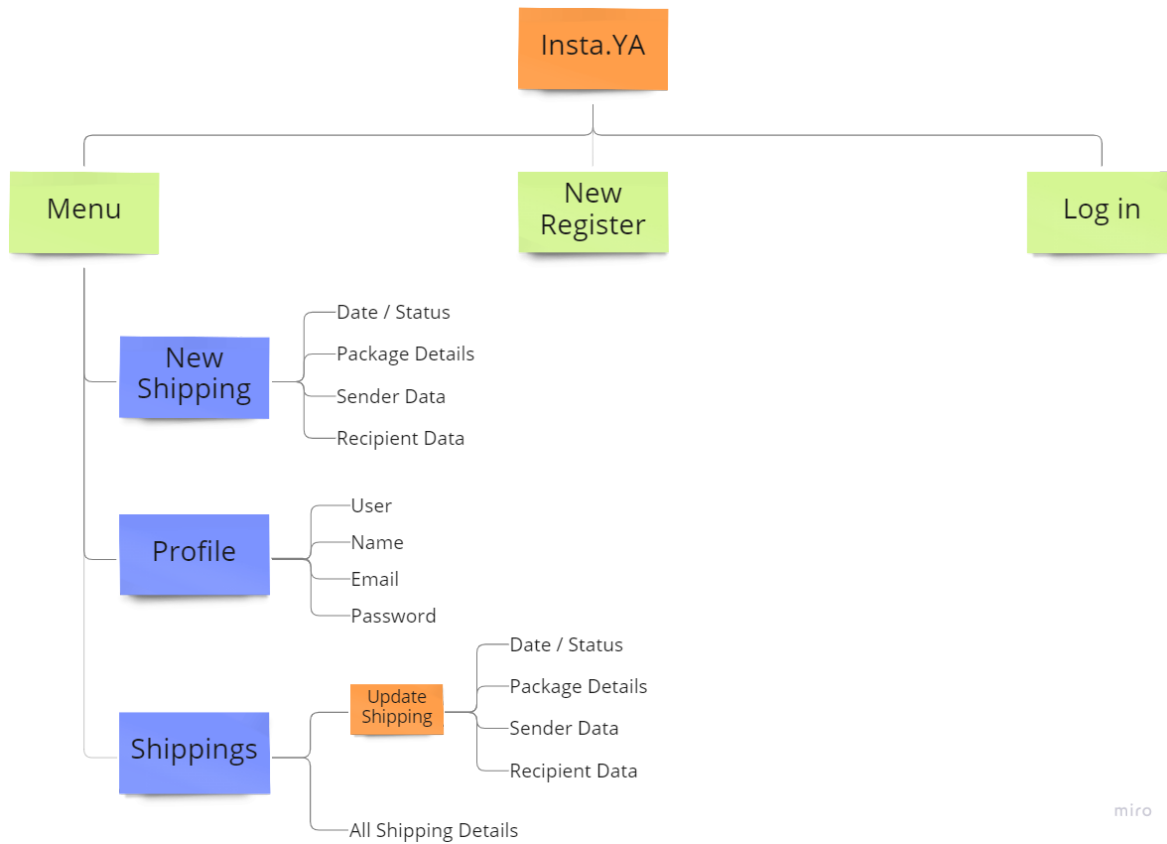 Insta.YA
Menu
New
Register
Log in
New
Shipping
Date / Status
Package Details
Sender Data
Recipient Data
Profile
User
Name
Email
Password
Shippings
Update
Shipping
Date / Status
Package Details
Sender Data
Recipient Data
All Shipping Details
miro